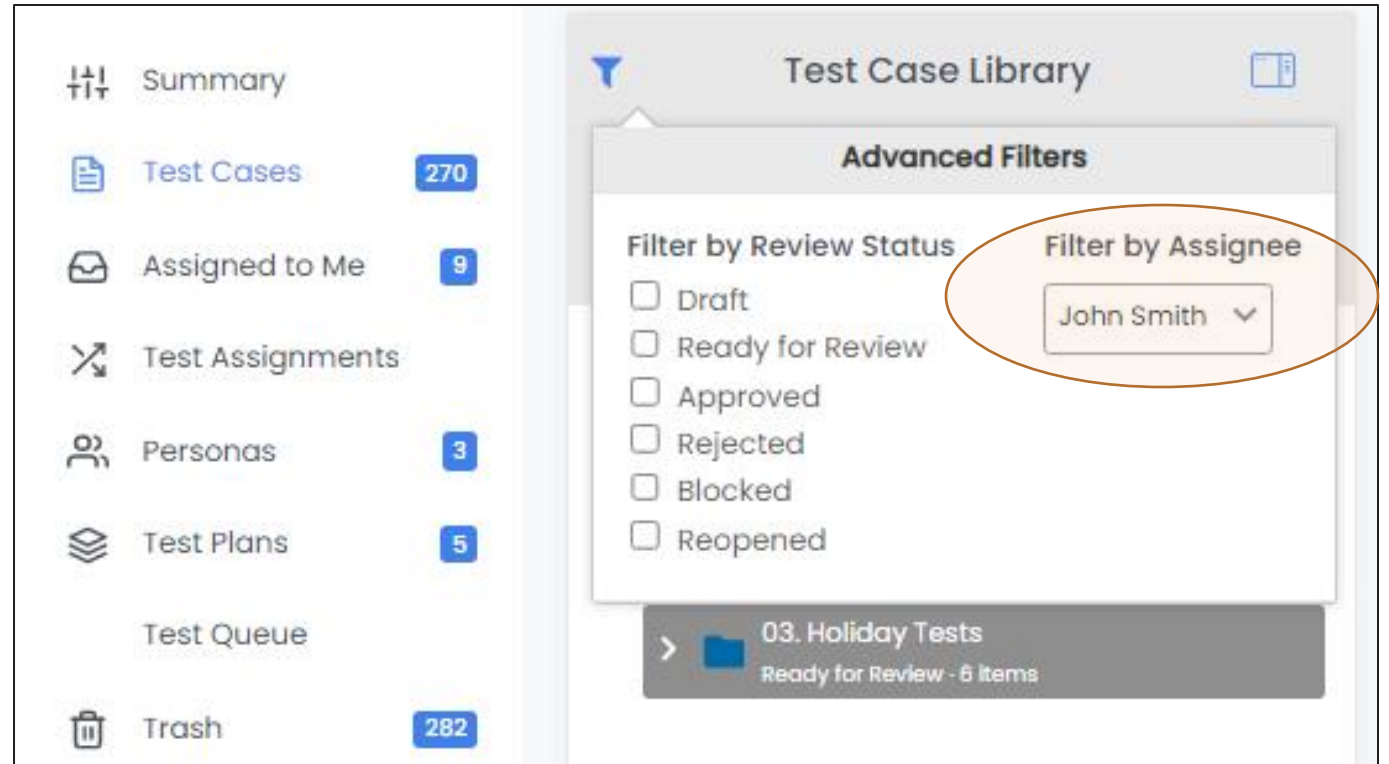 Summary
Test Cases 270
Assigned to Me 9
Test Assignments
Personas 3
Test Plans 5
Test Queue
Trash 282
Test Case Library
Advanced Filters
Filter by Review Status
Draft
Ready for Review
Approved
Rejected
Blocked
Reopened
Filter by Assignee
John Smith
03. Holiday Tests
Ready for Review - 6 items